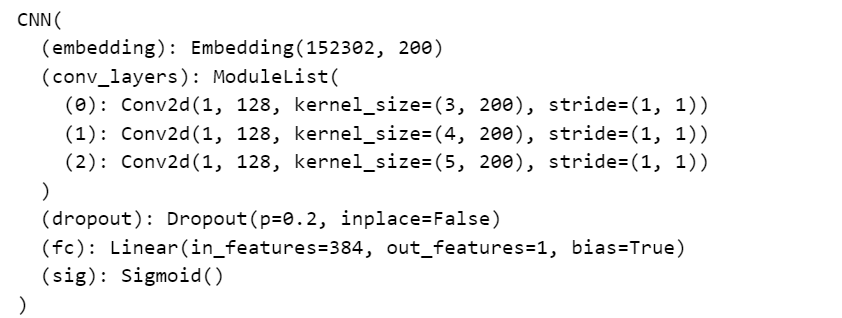 CNN(
  (embedding): Embedding(152302, 200)
  (conv_layers): ModuleList(
    (0): Conv2d(1, 128, kernel_size=(3, 200), stride=(1, 1))
    (1): Conv2d(1, 128, kernel_size=(4, 200), stride=(1, 1))
    (2): Conv2d(1, 128, kernel_size=(5, 200), stride=(1, 1))
  )
  (dropout): Dropout(p=0.2, inplace=False)
  (fc): Linear(in_features=384, out_features=1, bias=True)
  (sig): Sigmoid()
)